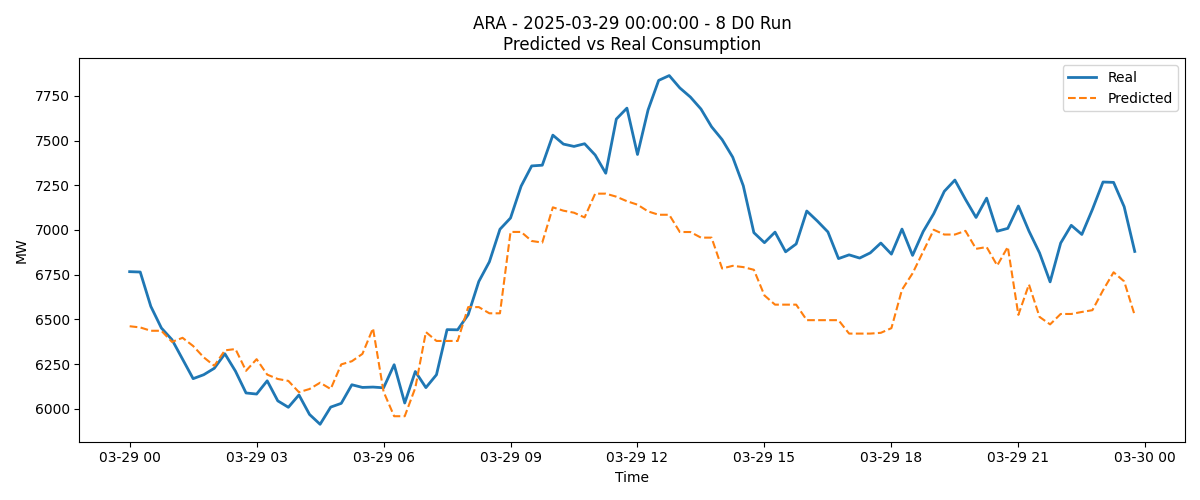 ARA - 2025-03-29 00:00:00 - 8 D0 Run
Predicted vs Real Consumption
Real
Predicted
MW
7750
7500
7250
7000
6750
6500
6250
6000
03-29 00
03-29 03
03-29 06
03-29 09
03-29 12
03-29 15
03-29 18
03-29 21
03-30 00
Time